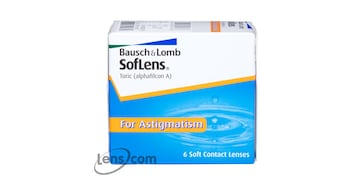 Bausch & Lomb
SofLens®
Toric (alphafilcon A)
For Astigmatism
6 Soft Contact Lenses
Lens.com